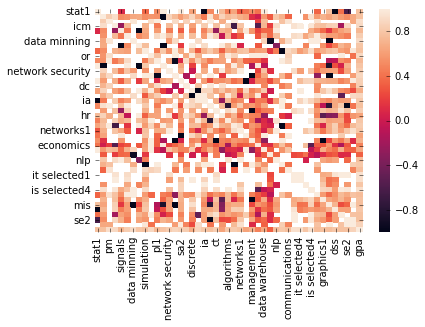 stat1
icm
data minning
or
network security
dc
ia
hr
networks1
economics
nlp
it selected1
is selected4
mis
se2
stat1
pm
signals
data minning
simulation
pl1
network security
sa2
discrete
ia
ct
algorithms
networks1
management
data warehouse
nlp
communications
it selected4
is selected4
graphics1
dss
se2
gpa
0.8
0.4
0.0
−0.4
−0.8